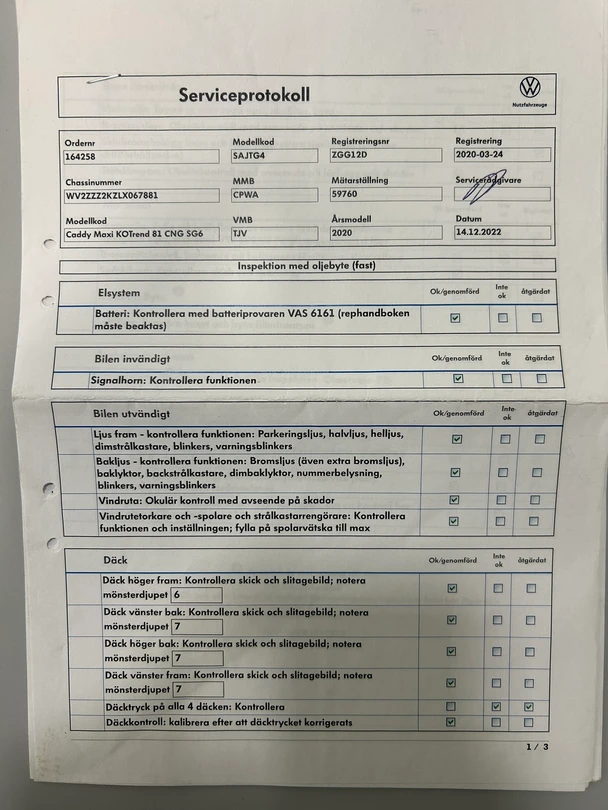 Serviceprotokoll
Nutzfahrzeuge
Ordernr Modellkod Registreringsnr Registrering
164258 SAJTG4 ZGG12D 2020-03-24
Chassinummer MMB Mätarställning Servicerådgivare
WV2ZZZ2KZLX067881 CPWA 59760
Modellkod VMB Årsmodell Datum
Caddy Maxi KOTrend 81 CNG SG6 TJV 2020 14.12.2022
Inspektion med oljebyte (fast)
Elsystem Ok/genomförd Inte ok åtgärdat
Batteri: Kontrollera med batteriprovaren VAS 6161 (rephandboken
måste beaktas)
Bilen invändigt Ok/genomförd Inte ok åtgärdat
Signalhorn: Kontrollera funktionen
Bilen utvändigt Ok/genomförd Inte ok åtgärdat
Ljus fram - kontrollera funktionen: Parkeringsljus, halvljus, helljus,
dimstrålkastare, blinkers, varningsblinkers
Bakljus - kontrollera funktionen: Bromsljus (även extra bromsljus),
baklyktor, backstrålkastare, dimbaklyktor, nummerbelysning,
blinkers, varningsblinkers
Vindruta: Okulär kontroll med avseende på skador
Vindrutetorkare och -spolare och strålkastarrengörare: Kontrollera
funktionen och inställningen; fylla på spolarvätska till max
Däck Ok/genomförd Inte ok åtgärdat
Däck höger fram: Kontrollera skick och slitagebild; notera
mönsterdjupet 6
Däck vänster bak: Kontrollera skick och slitagebild; notera
mönsterdjupet 7
Däck höger bak: Kontrollera skick och slitagebild; notera
mönsterdjupet 7
Däck vänster fram: Kontrollera skick och slitagebild; notera
mönsterdjupet 7
Däcktryck på alla 4 däcken: Kontrollera
Däckkontroll: kalibrera efter att däcktrycket korrigerats
1 / 3